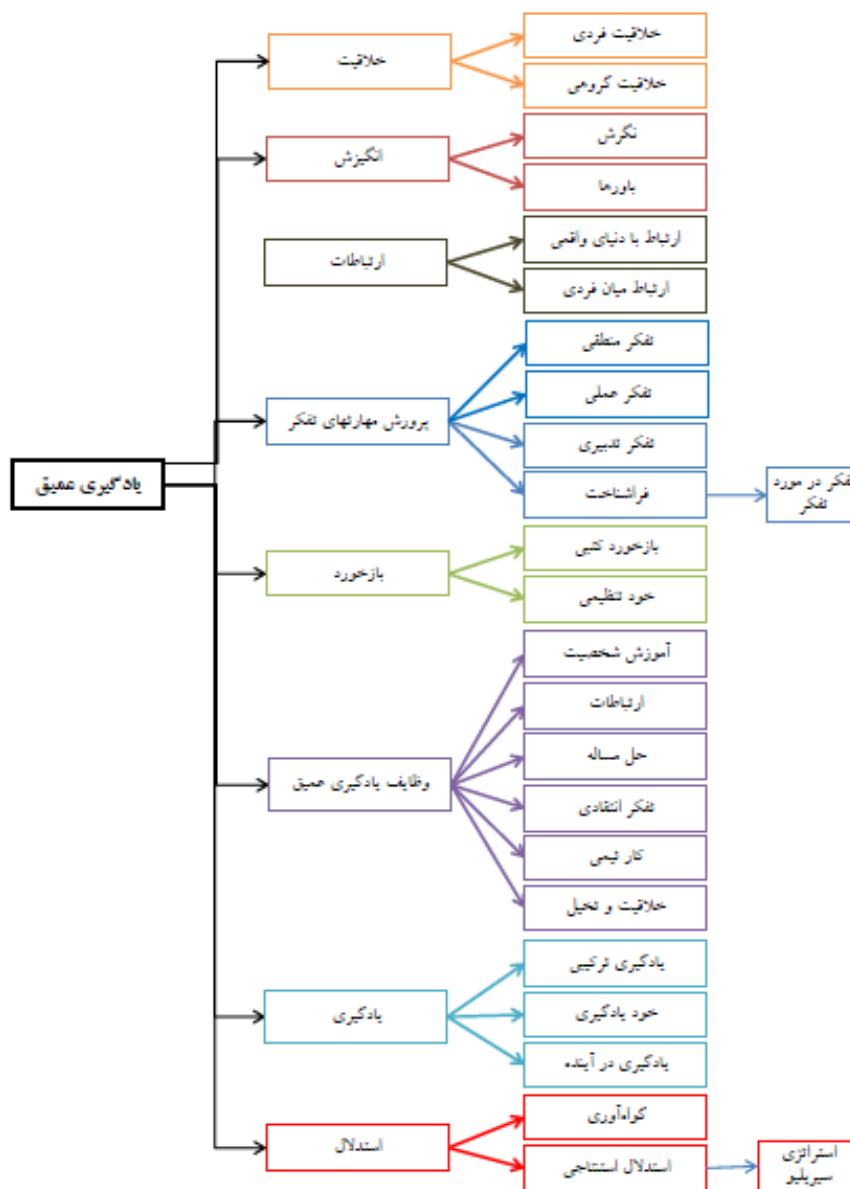 خلاقیت فردی
خلاقیت
خلاقیت گروهی
نگرش
انگیزش
باورها
ارتباط با دنیای واقعی
ارتباطات
ارتباط میان فردی
تفکر منطقی
تفکر عملی
پرورش مهارتهای تفکر
تفکر تدبیری
یادگیری عمیق
فراشناخت
تفکر در مورد
تفکر
بازخورد کتبی
بازخورد
خود تنظیمی
آموزش شخصیت
ارتباطات
حل مساله
وظایف یادگیری عمیق
تفکر انتقادی
کار تیمی
خلاقیت و تخیل
یادگیری ترکیبی
یادگیری
خود یادگیری
یادگیری در آینده
گواه‌آوری
استدلال
استدلال استنتاجی
استراتژی
سیربلیو